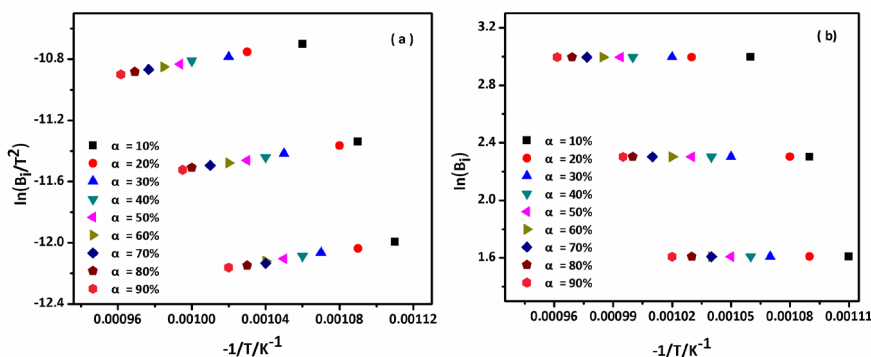 ( a )
-10.8
-11.2
-11.6
-12.0
-12.4
ln(Bi/T²)
α = 10%
α = 20%
α = 30%
α = 40%
α = 50%
α = 60%
α = 70%
α = 80%
α = 90%
0.00096 0.00100 0.00104 0.00108 0.00112
-1/T/K⁻¹
( b)
3.2
2.8
2.4
2.0
1.6
1.2
ln(Bi)
α = 10%
α = 20%
α = 30%
α = 40%
α = 50%
α = 60%
α = 70%
α = 80%
α = 90%
0.00096 0.00099 0.00102 0.00105 0.00108 0.00111
-1/T/K⁻¹